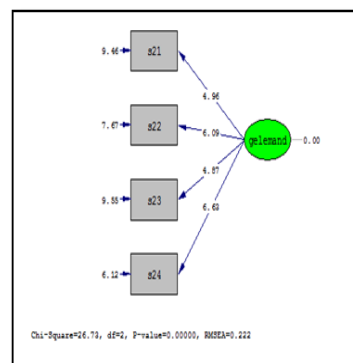 9.46
s21
4.96
7.67
s22
6.09
gelemand
0.00
9.55
s23
4.87
6.12
s24
6.63
Chi-Square=26.73, df=2, P-value=0.00000, RMSEA=0.222